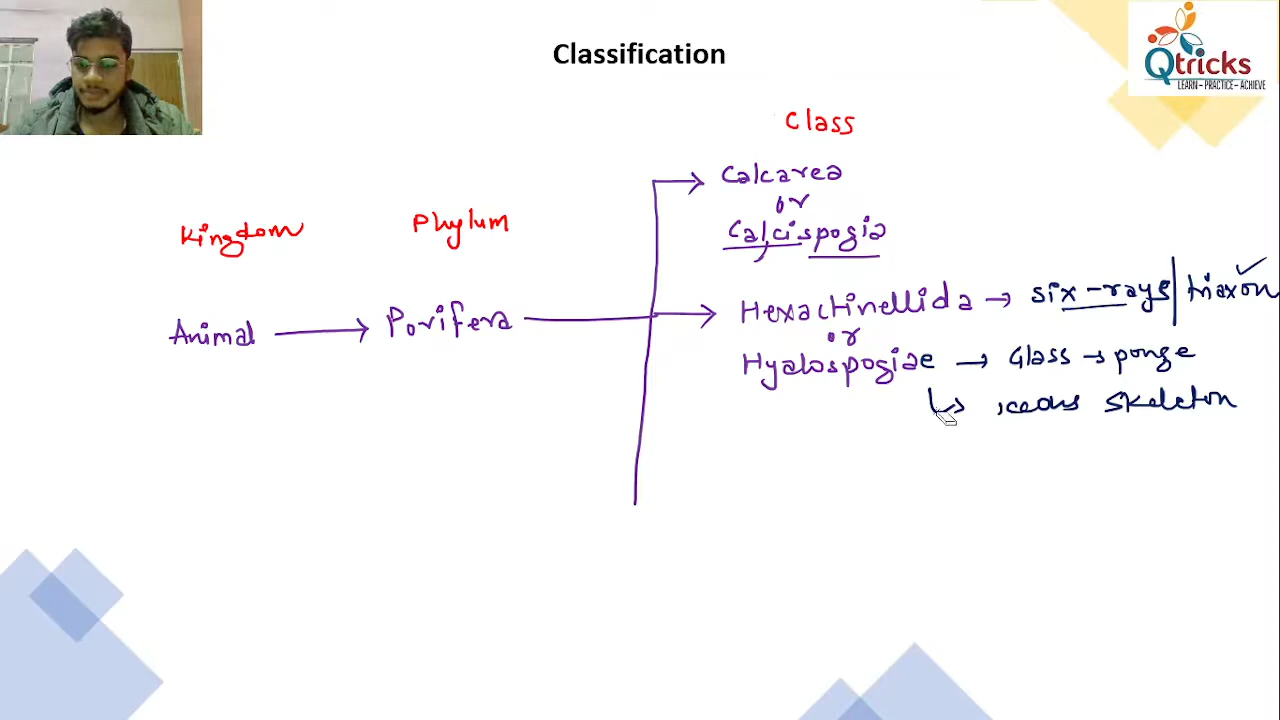 Classification
Qtricks
LEARN - PRACTICE - ACHIEVE
Class
Calcarea
or
Calcispogia
Kingdom
Phylum
Animal
Porifera
Hexactinellida → six-rays | triaxon
or
Hyalospogiae → Glass → ponge
skeleton